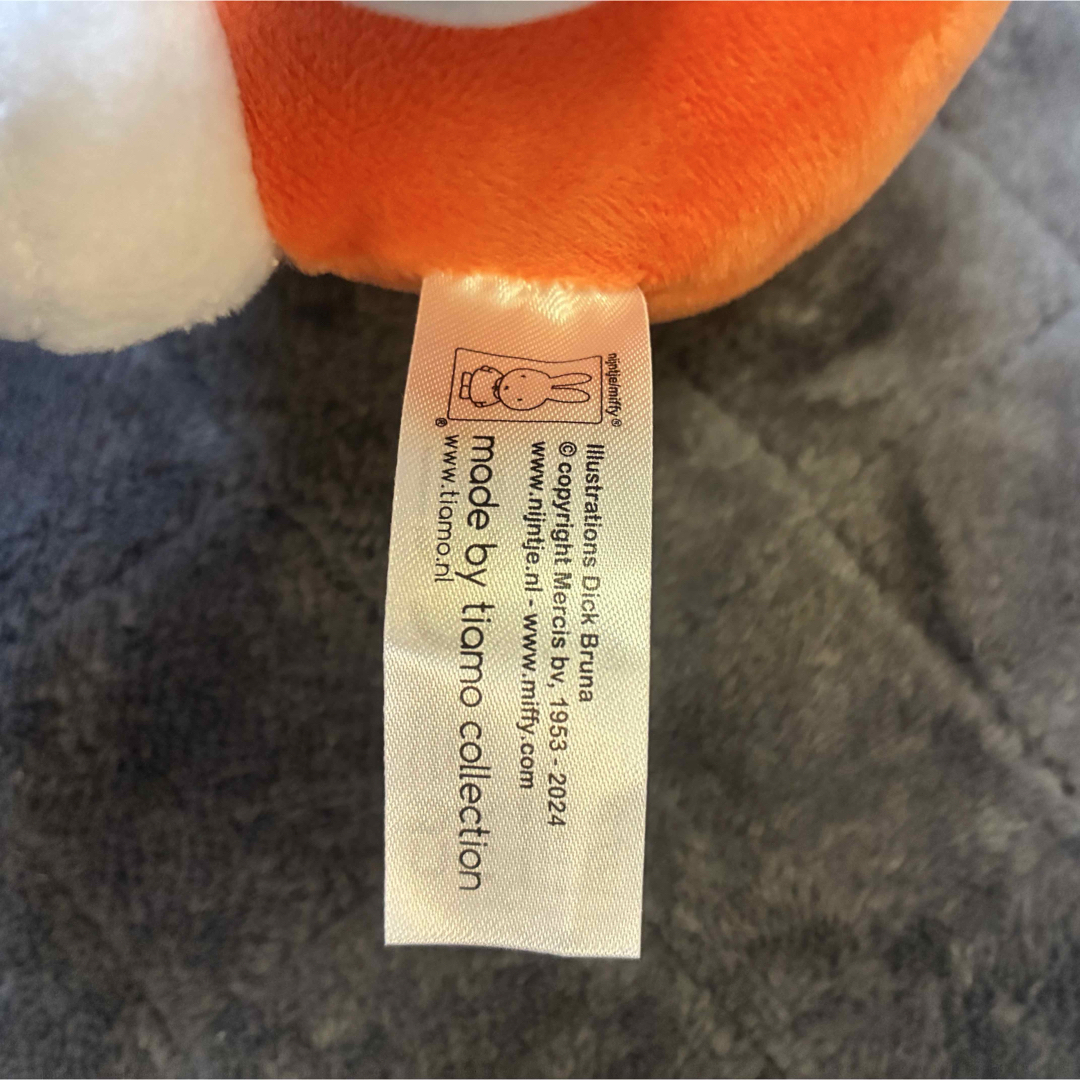 nijntje/miffy®
Illustrations Dick Bruna
© copyright Mercis bv, 1953 - 2024
www.nijntje.nl - www.miffy.com
made by tiamo collection
www.tiamo.nl
®